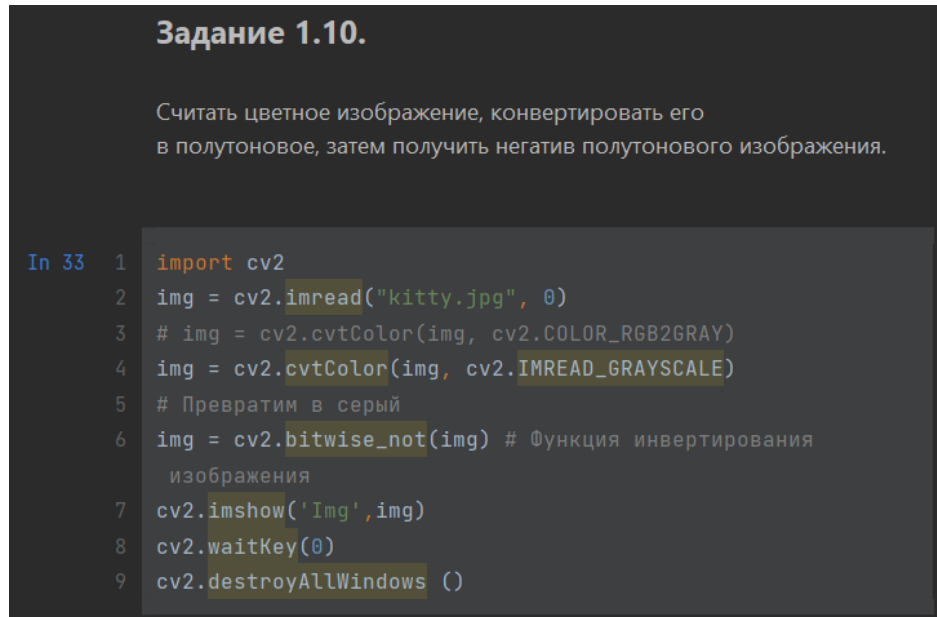 Задание 1.10.
Считать цветное изображение, конвертировать его
в полутоновое, затем получить негатив полутонового изображения.
In 33 1 import cv2
2 img = cv2.imread("kitty.jpg", 0)
3 # img = cv2.cvtColor(img, cv2.COLOR_RGB2GRAY)
4 img = cv2.cvtColor(img, cv2.IMREAD_GRAYSCALE)
5 # Превратим в серый
6 img = cv2.bitwise_not(img) # Функция инвертирования
изображения
7 cv2.imshow('Img',img)
8 cv2.waitKey(0)
9 cv2.destroyAllWindows ()